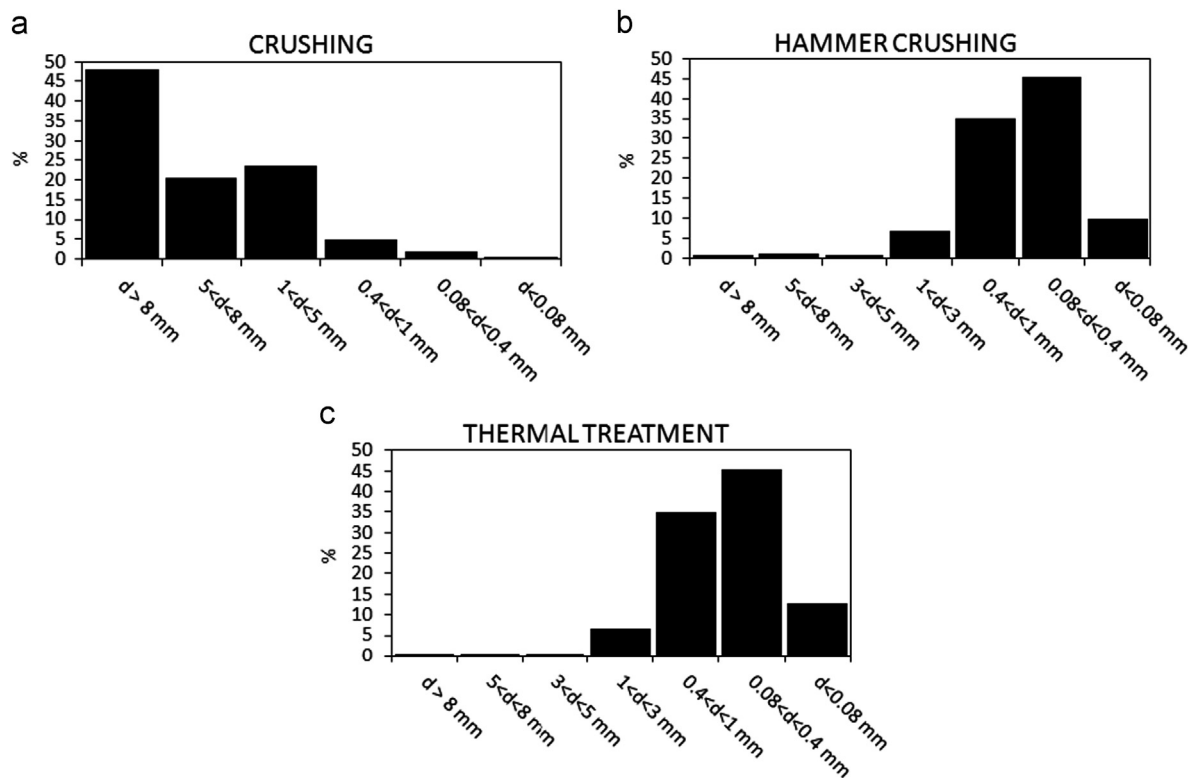 a
CRUSHING
50
45
40
35
30
25
20
15
10
5
0
%
d > 8 mm
5<d<8 mm
1<d<5 mm
0.4<d<1 mm
0.08<d<0.4 mm
d<0.08 mm
b
HAMMER CRUSHING
50
45
40
35
30
25
20
15
10
5
0
%
d > 8 mm
5<d<8 mm
3<d<5 mm
1<d<3 mm
0.4<d<1 mm
0.08<d<0.4 mm
d<0.08 mm
c
THERMAL TREATMENT
50
45
40
35
30
25
20
15
10
5
0
%
d > 8 mm
5<d<8 mm
3<d<5 mm
1<d<3 mm
0.4<d<1 mm
0.08<d<0.4 mm
d<0.08 mm